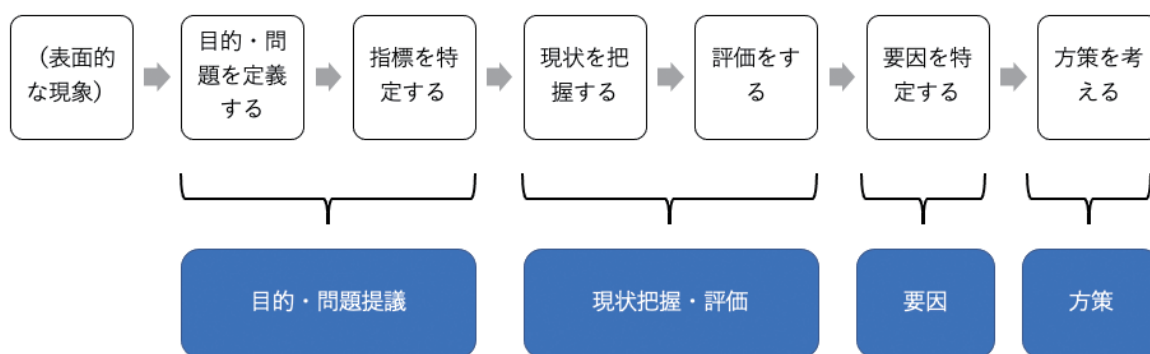 （表面的
な現象）
目的・問
題を定義
する
指標を特
定する
現状を把
握する
評価をす
る
要因を特
定する
方策を考
える
目的・問題提議
現状把握・評価
要因
方策